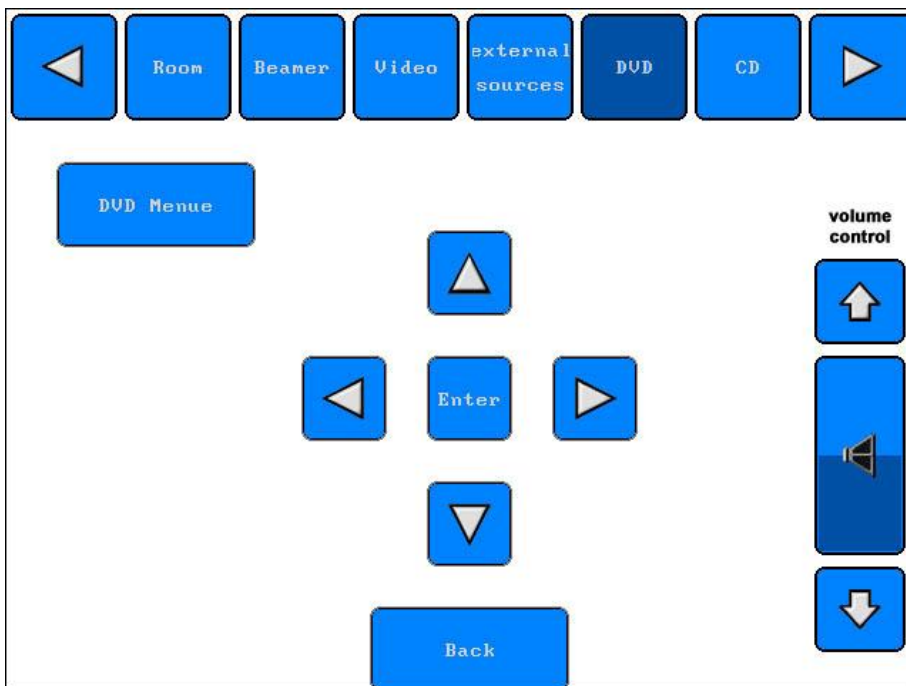 Room
Beamer
Video
external
sources
DVD
CD
DVD Menue
volume
control
Enter
Back